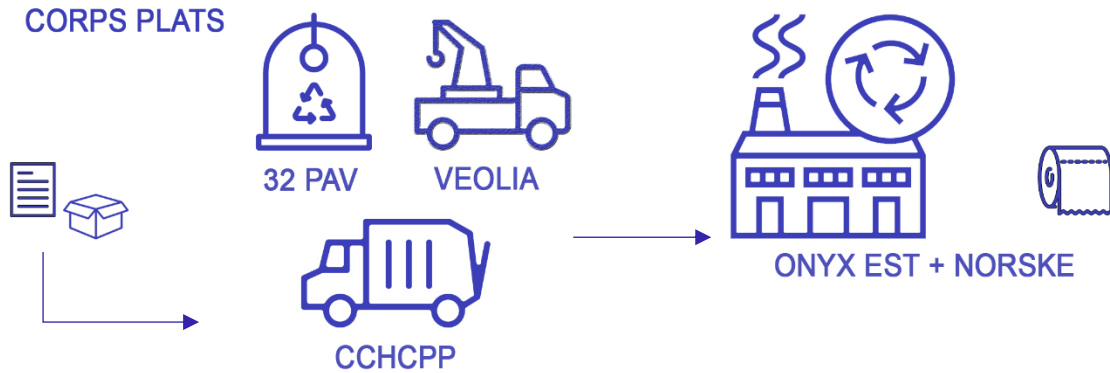 CORPS PLATS
32 PAV
VEOLIA
CCHCPP
ONYX EST + NORSKE